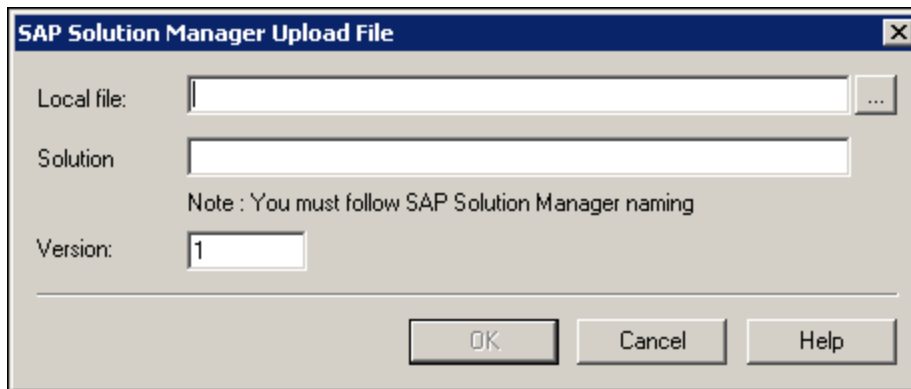 SAP Solution Manager Upload File
Local file:
...
Solution
Note : You must follow SAP Solution Manager naming
Version:
1
OK Cancel Help